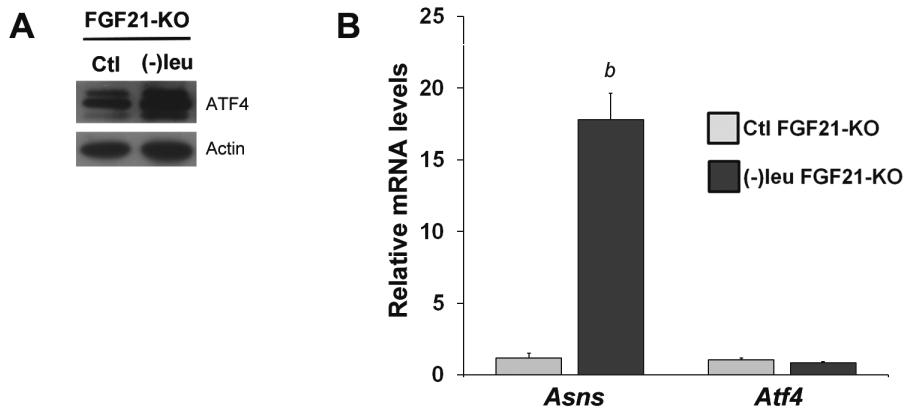 A
FGF21-KO
Ctl (-)leu
ATF4
Actin
B
Relative mRNA levels
25
20
15
10
5
0
b
Asns Atf4
Ctl FGF21-KO
(-)leu FGF21-KO